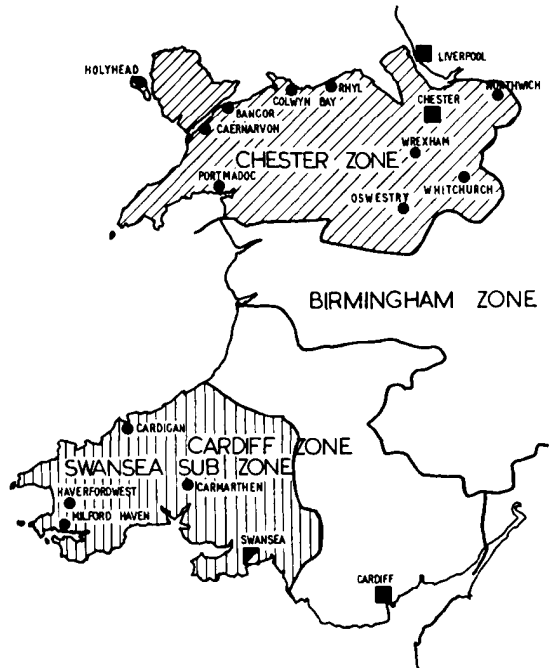 LIVERPOOL
HOLYHEAD
NORTHWICH
COLWYN BAY
RHYL
CHESTER
BANGOR
CAERNARVON
WREXHAM
CHESTER ZONE
PORTMADOC
WHITCHURCH
OSWESTRY
BIRMINGHAM ZONE
CARDIGAN
CARDIFF ZONE
SWANSEA SUB ZONE
CARMARTHEN
HAVERFORDWEST
MILFORD HAVEN
SWANSEA
CARDIFF